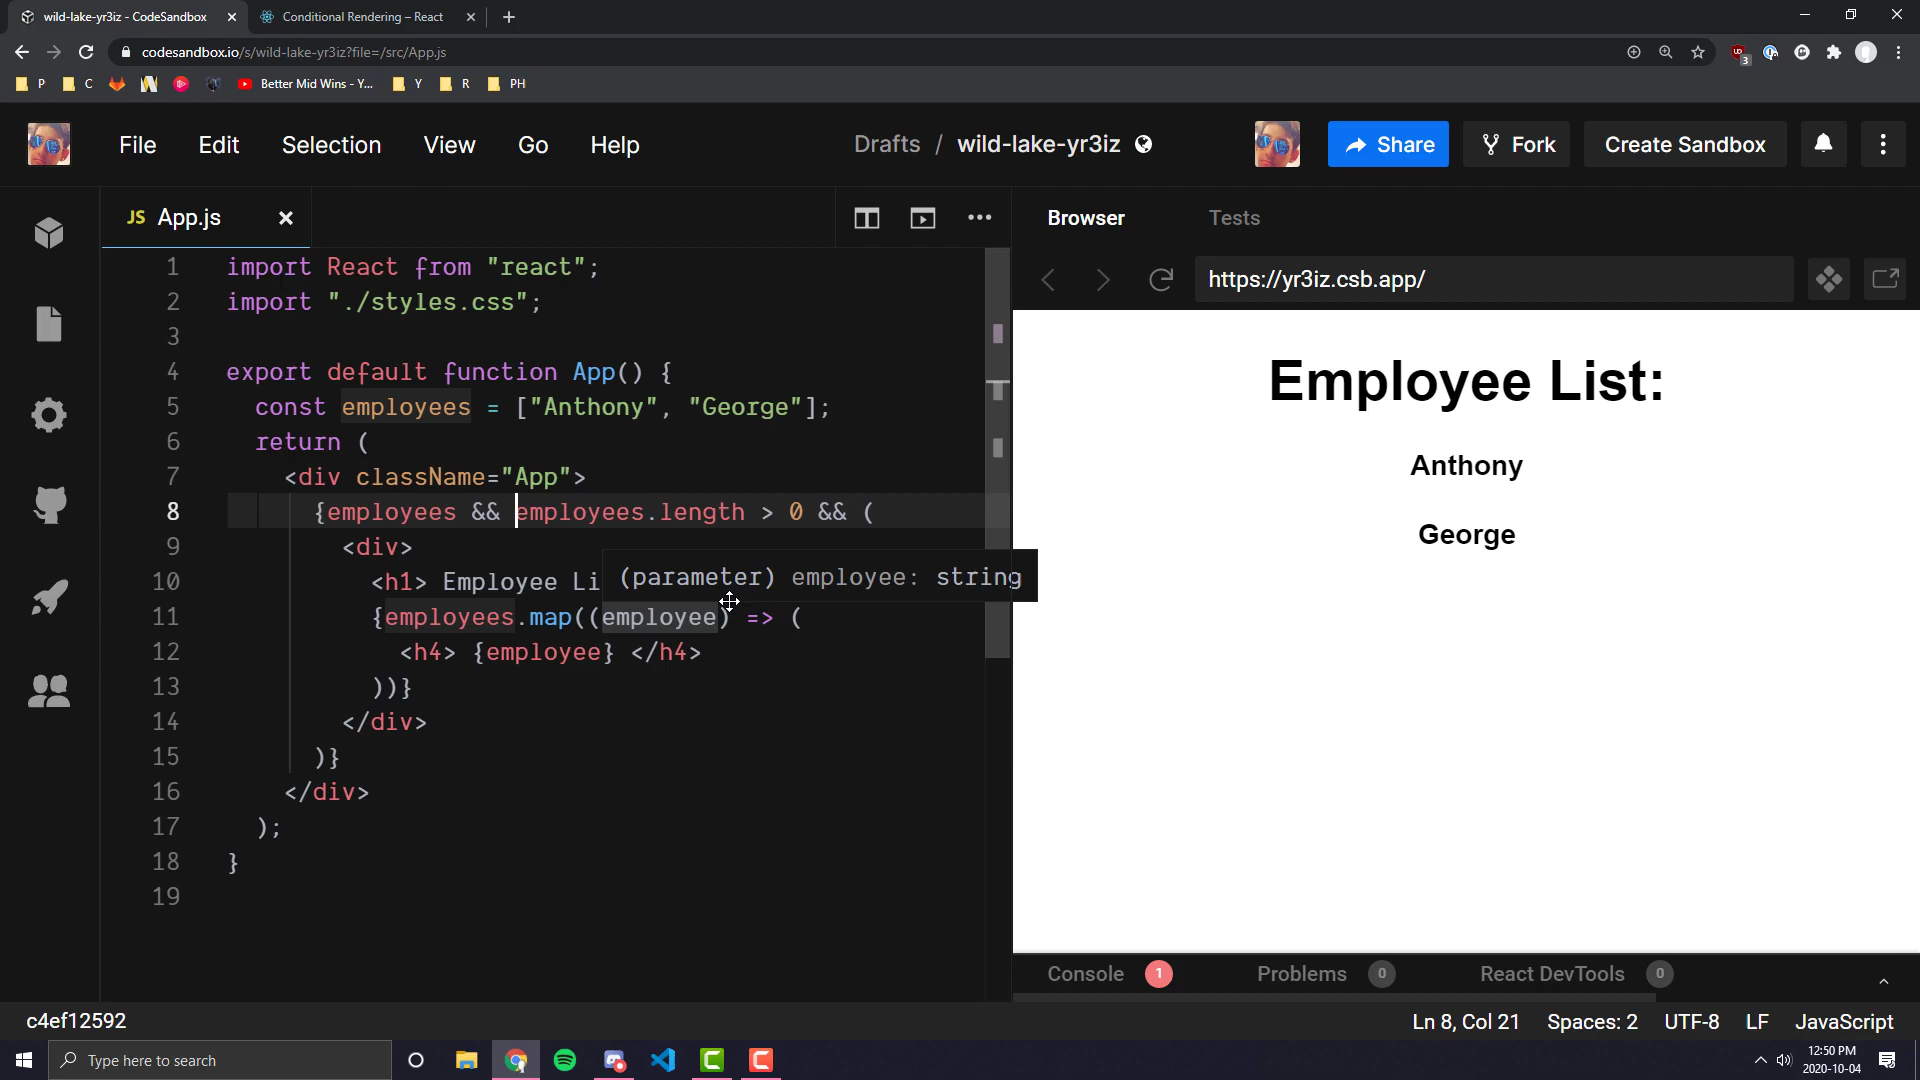 wild-lake-yr3iz - CodeSandbox
Conditional Rendering – React
codesandbox.io/s/wild-lake-yr3iz?file=/src/App.js
P C Better Mid Wins - Y... Y R PH
3
File Edit Selection View Go Help
Drafts / wild-lake-yr3iz
Share Fork Create Sandbox
JS App.js
Browser Tests
https://yr3iz.csb.app/
1 import React from "react";
2 import "./styles.css";
3
4 export default function App() {
5 const employees = ["Anthony", "George"];
6 return (
7 <div className="App">
8 {employees && employees.length > 0 && (
9 <div>
(parameter) employee: string
10 <h1> Employee Li
11 {employees.map((employee) => (
12 <h4> {employee} </h4>
13 ))}
14 </div>
15 )}
16 </div>
17 );
18 }
19
Employee List:
Anthony
George
Console 1 Problems 0 React DevTools 0
c4ef12592
Ln 8, Col 21 Spaces: 2 UTF-8 LF JavaScript
Type here to search
12:50 PM
2020-10-04